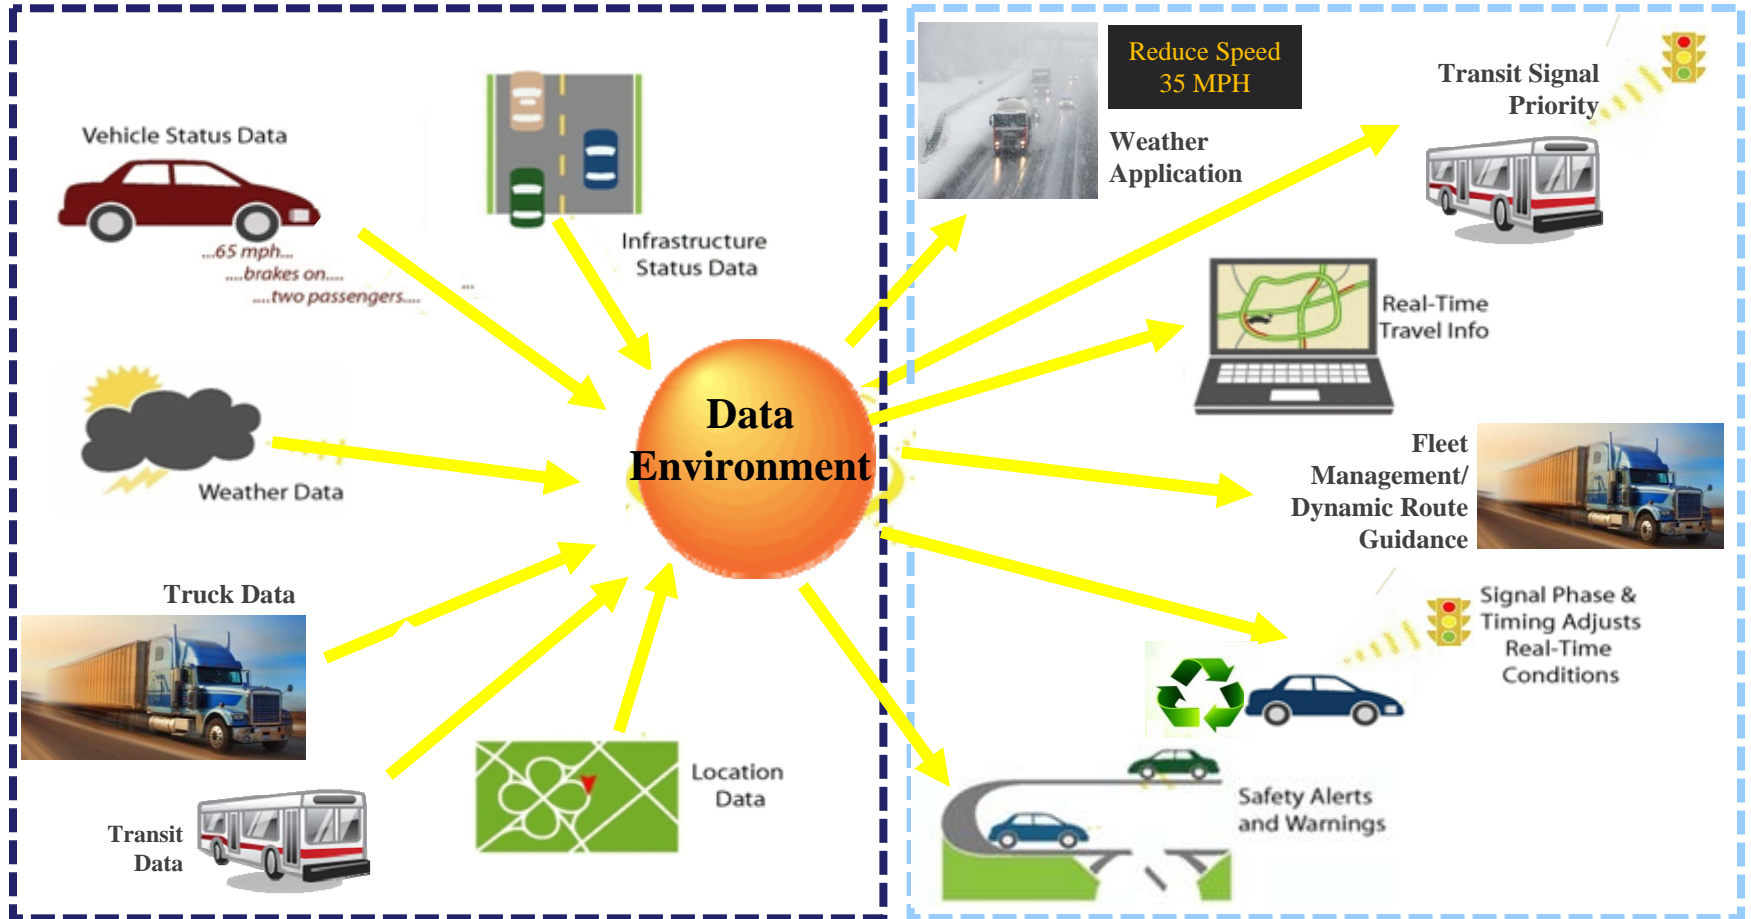 Vehicle Status Data
...65 mph...
....brakes on....
....two passengers....
...
Infrastructure
Status Data
Weather Data
Truck Data
Transit
Data
Location
Data
Data
Environment
Reduce Speed
35 MPH
Weather
Application
Transit Signal
Priority
Real-Time
Travel Info
Fleet
Management/
Dynamic Route
Guidance
Signal Phase &
Timing Adjusts
Real-Time
Conditions
Safety Alerts
and Warnings